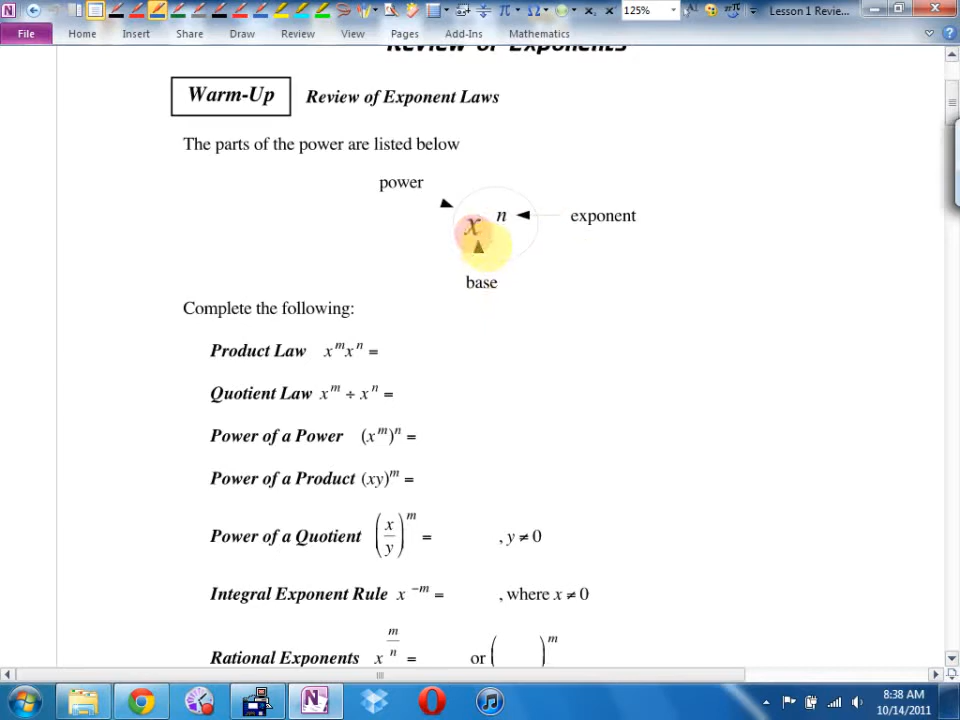 125%
Lesson 1 Revie...
File Home Insert Share Draw Review View Pages Add-Ins Mathematics
Review of Exponents
Warm-Up Review of Exponent Laws
The parts of the power are listed below
power
x n exponent
base
Complete the following:
Product Law x^m x^n =
Quotient Law x^m ÷ x^n =
Power of a Power (x^m)^n =
Power of a Product (xy)^m =
Power of a Quotient (x/y)^m = , y ≠ 0
Integral Exponent Rule x^−m = , where x ≠ 0
Rational Exponents x^(m/n) = or ( )^m
8:38 AM
10/14/2011